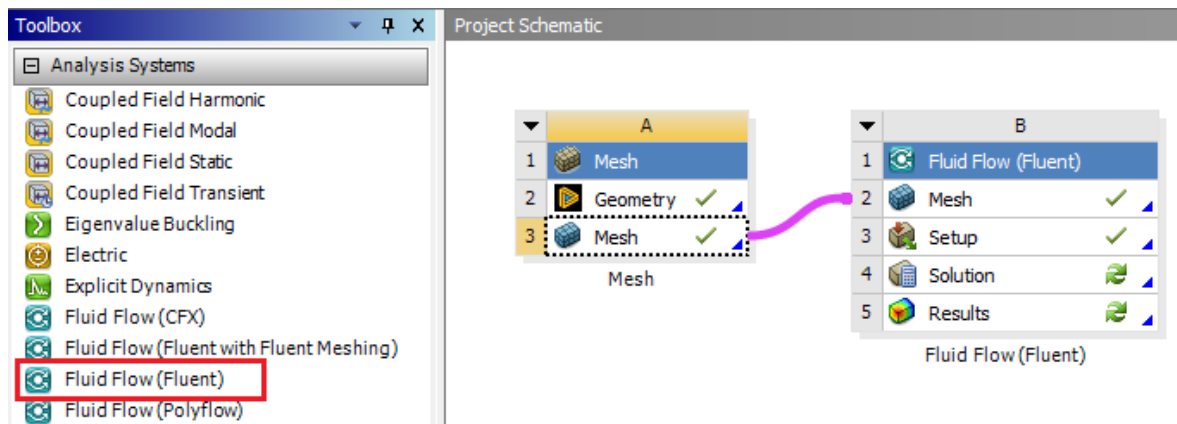 Toolbox
Analysis Systems
Coupled Field Harmonic
Coupled Field Modal
Coupled Field Static
Coupled Field Transient
Eigenvalue Buckling
Electric
Explicit Dynamics
Fluid Flow (CFX)
Fluid Flow (Fluent with Fluent Meshing)
Fluid Flow (Fluent)
Fluid Flow (Polyflow)
Project Schematic
A
1 Mesh
2 Geometry
3 Mesh
Mesh
B
1 Fluid Flow (Fluent)
2 Mesh
3 Setup
4 Solution
5 Results
Fluid Flow (Fluent)